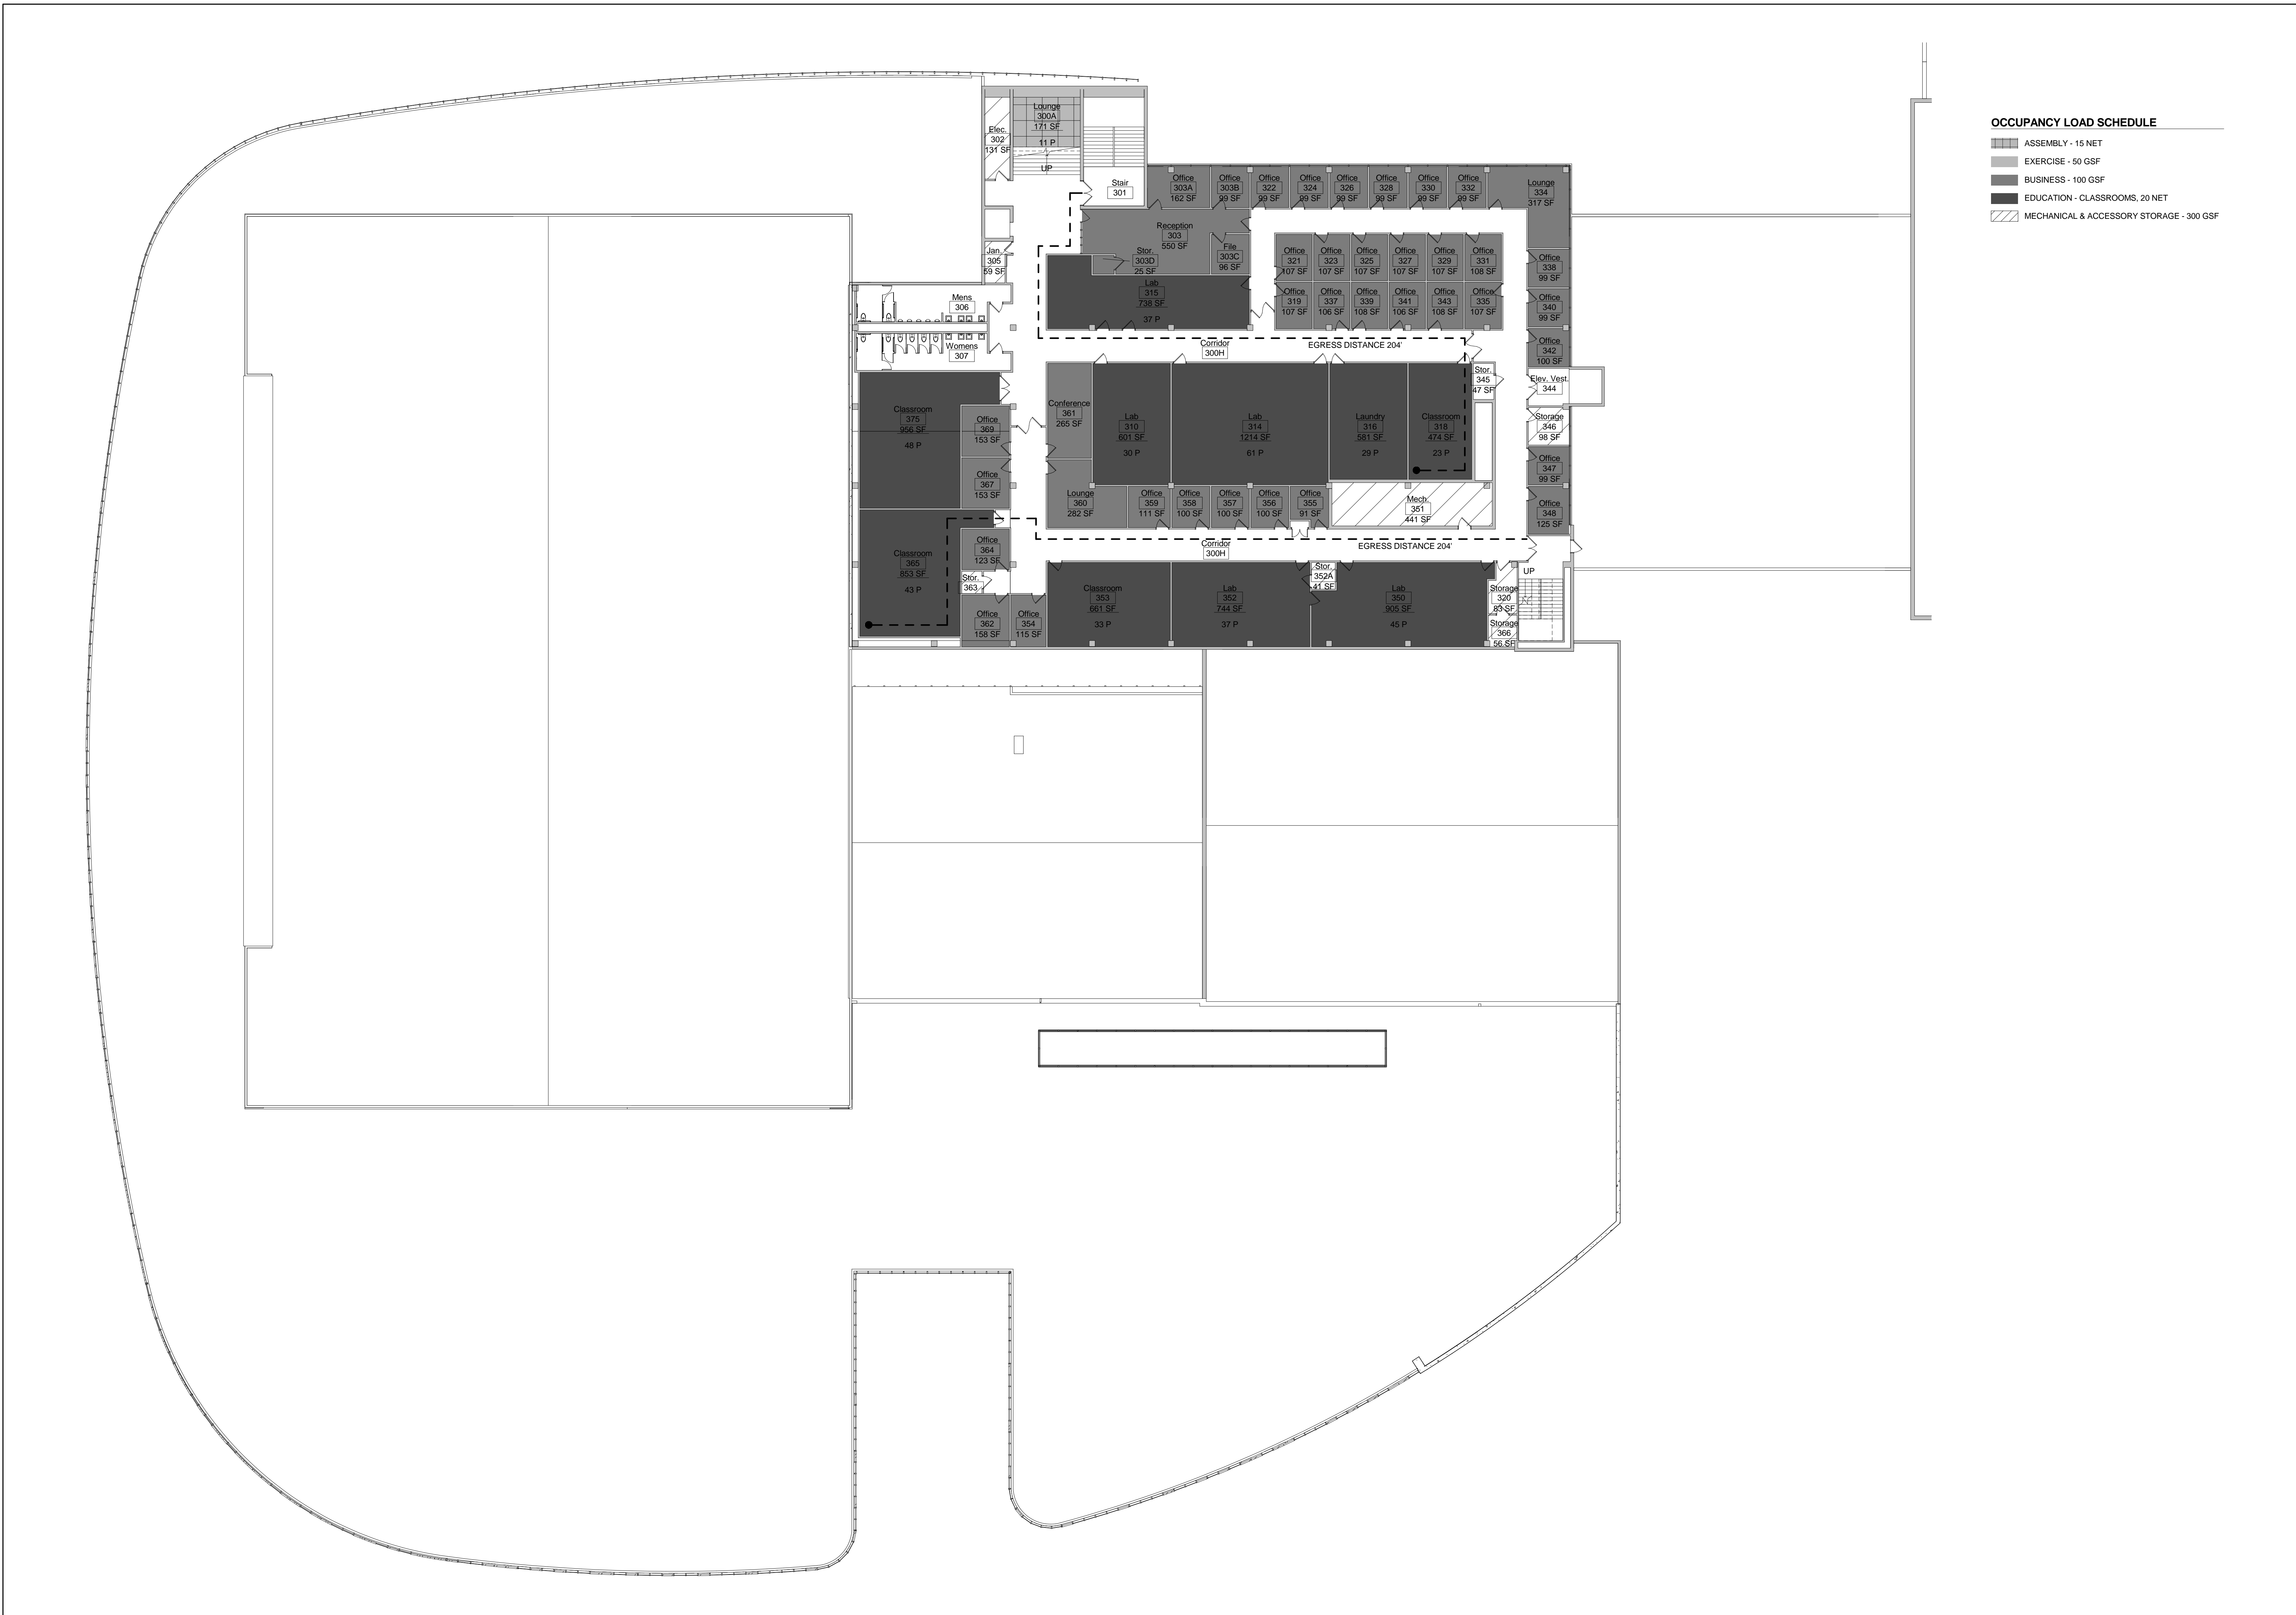 OCCUPANCY LOAD SCHEDULE
ASSEMBLY - 15 NET
EXERCISE - 50 GSF
BUSINESS - 100 GSF
EDUCATION - CLASSROOMS, 20 NET
MECHANICAL & ACCESSORY STORAGE - 300 GSF
Lounge
300A
171 SF
11 P
UP
Elec.
302
131 SF
Stair
301
Office
303A
162 SF
Office
303B
99 SF
Office
322
99 SF
Office
324
99 SF
Office
326
99 SF
Office
328
99 SF
Office
330
99 SF
Office
332
99 SF
Lounge
334
317 SF
Reception
303
550 SF
Stor.
303D
25 SF
File
303C
96 SF
Jan.
305
59 SF
Office
321
107 SF
Office
323
107 SF
Office
325
107 SF
Office
327
107 SF
Office
329
107 SF
Office
331
108 SF
Office
338
99 SF
Lab
315
738 SF
37 P
Office
319
107 SF
Office
337
106 SF
Office
339
108 SF
Office
341
106 SF
Office
343
108 SF
Office
335
107 SF
Office
340
99 SF
Mens
306
Womens
307
Corridor
300H
EGRESS DISTANCE 204'
Office
342
100 SF
Stor.
345
47 SF
Elev. Vest.
344
Classroom
375
956 SF
48 P
Office
369
153 SF
Conference
361
265 SF
Lab
310
601 SF
30 P
Lab
314
1214 SF
61 P
Laundry
316
581 SF
29 P
Classroom
318
474 SF
23 P
Storage
346
98 SF
Office
367
153 SF
Office
347
99 SF
Lounge
360
282 SF
Office
359
111 SF
Office
358
100 SF
Office
357
100 SF
Office
356
100 SF
Office
355
91 SF
Mech.
351
441 SF
Office
348
125 SF
Classroom
365
853 SF
43 P
Office
364
123 SF
Corridor
300H
EGRESS DISTANCE 204'
Stor.
363
Office
362
158 SF
Office
354
115 SF
Classroom
353
661 SF
33 P
Lab
352
744 SF
37 P
Stor.
352A
41 SF
Lab
350
905 SF
45 P
Storage
320
83 SF
Storage
366
56 SF
UP